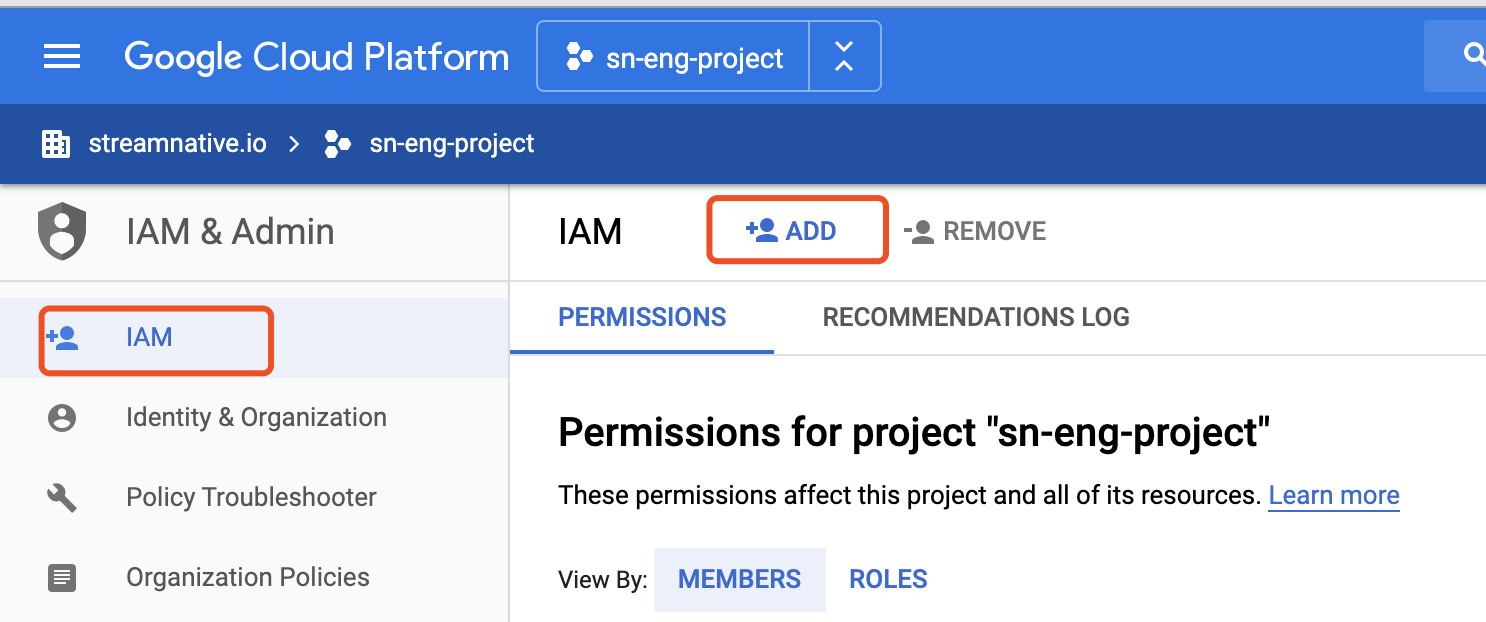 Google Cloud Platform
sn-eng-project
streamnative.io > sn-eng-project
IAM & Admin
IAM
Identity & Organization
Policy Troubleshooter
Organization Policies
IAM
ADD
REMOVE
PERMISSIONS
RECOMMENDATIONS LOG
Permissions for project "sn-eng-project"
These permissions affect this project and all of its resources. Learn more
View By: MEMBERS ROLES